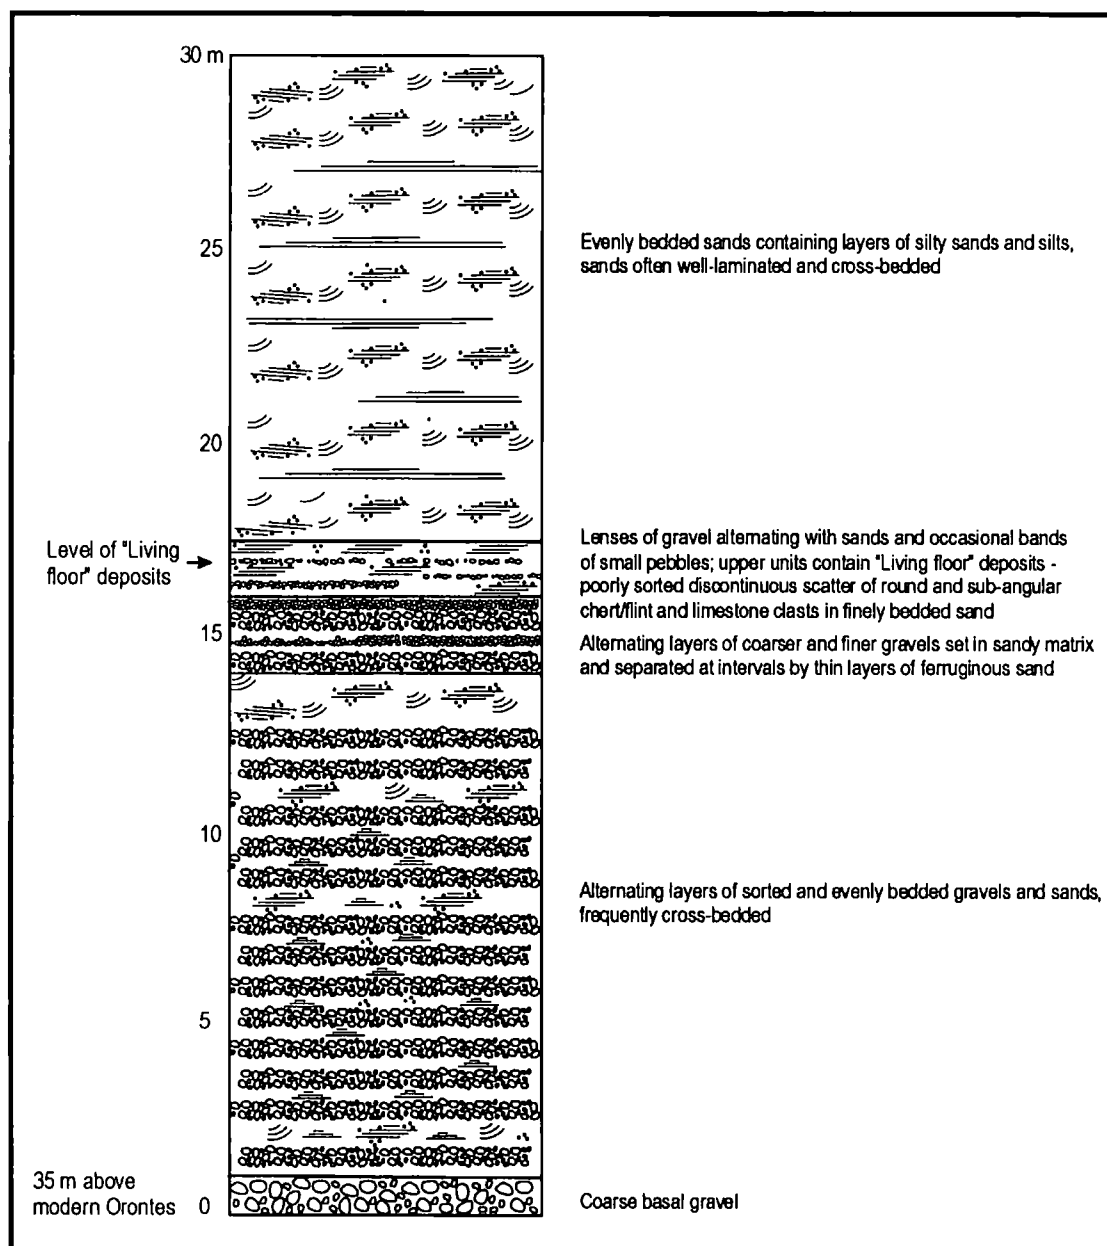 30 m
25
Evenly bedded sands containing layers of silty sands and silts,
sands often well-laminated and cross-bedded
20
Level of "Living
floor" deposits
Lenses of gravel alternating with sands and occasional bands
of small pebbles; upper units contain "Living floor" deposits -
poorly sorted discontinuous scatter of round and sub-angular
chert/flint and limestone clasts in finely bedded sand
15
Alternating layers of coarser and finer gravels set in sandy matrix
and separated at intervals by thin layers of ferruginous sand
10
Alternating layers of sorted and evenly bedded gravels and sands,
frequently cross-bedded
5
35 m above
modern Orontes
0
Coarse basal gravel